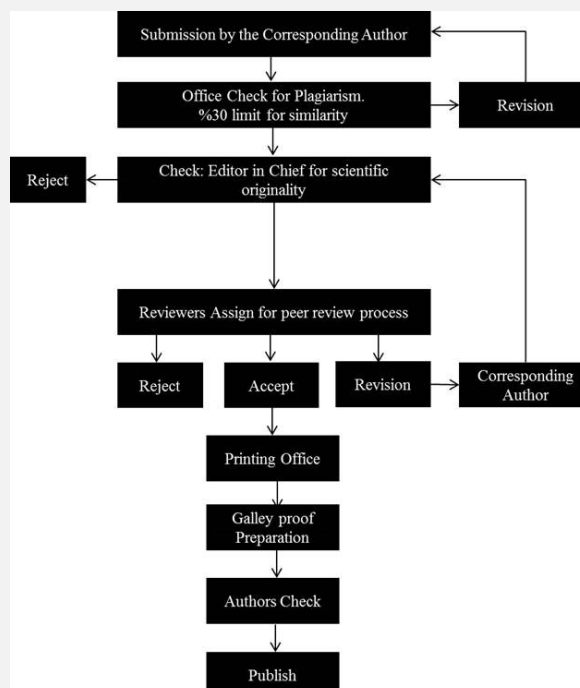 Submission by the Corresponding Author
Office Check for Plagiarism.
%30 limit for similarity
Revision
Reject
Check: Editor in Chief for scientific
originality
Reviewers Assign for peer review process
Reject
Accept
Revision
Corresponding
Author
Printing Office
Galley proof
Preparation
Authors Check
Publish